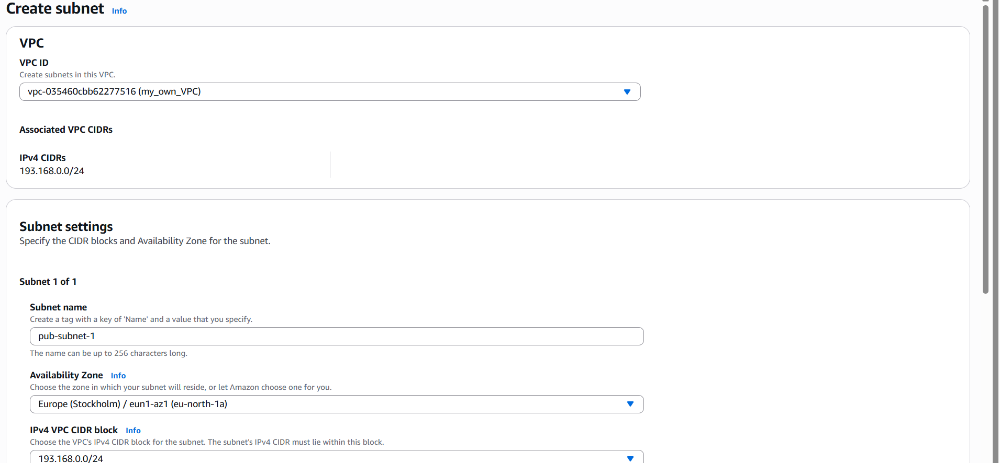 Create subnet Info
VPC
VPC ID
Create subnets in this VPC.
vpc-035460cbb62277516 (my_own_VPC)
Associated VPC CIDRs
IPv4 CIDRs
193.168.0.0/24
Subnet settings
Specify the CIDR blocks and Availability Zone for the subnet.
Subnet 1 of 1
Subnet name
Create a tag with a key of 'Name' and a value that you specify.
pub-subnet-1
The name can be up to 256 characters long.
Availability Zone Info
Choose the zone in which your subnet will reside, or let Amazon choose one for you.
Europe (Stockholm) / eun1-az1 (eu-north-1a)
IPv4 VPC CIDR block Info
Choose the VPC's IPv4 CIDR block for the subnet. The subnet's IPv4 CIDR must lie within this block.
193.168.0.0/24